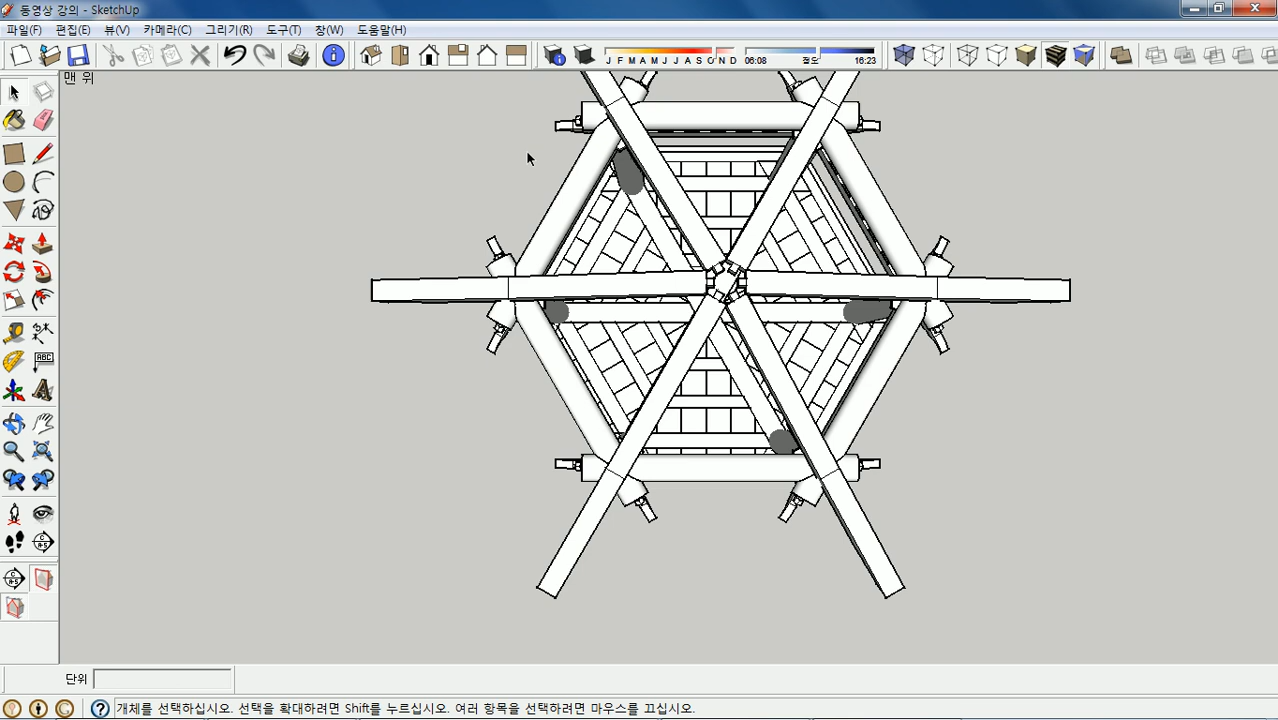 동영상 강의 - SketchUp
파일(F) 편집(E) 뷰(V) 카메라(C) 그리기(R) 도구(T) 창(W) 도움말(H)
J F M A M J J A S O N D 06:08 정오 16:23
맨 위
ABC
단위
개체를 선택하십시오. 선택을 확대하려면 Shift를 누르십시오. 여러 항목을 선택하려면 마우스를 끄십시오.